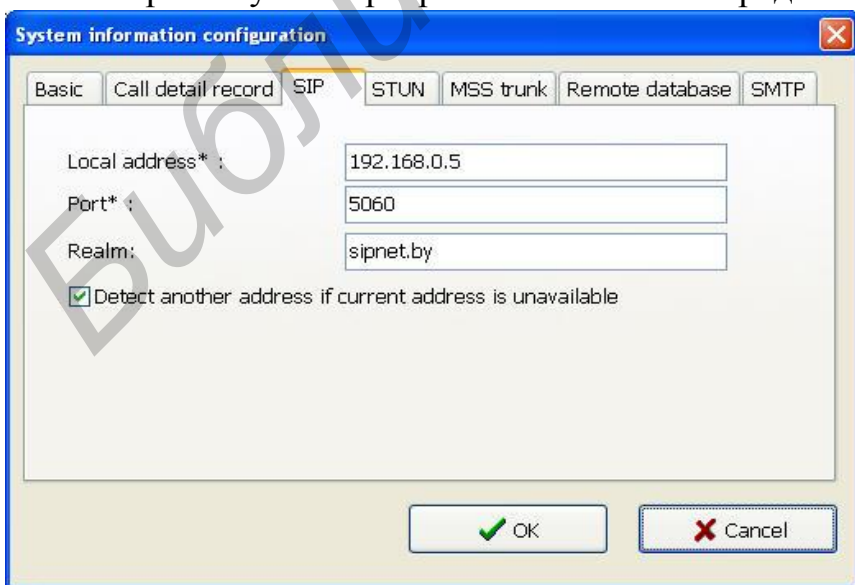 System information configuration
Basic Call detail record SIP STUN MSS trunk Remote database SMTP
Local address* : 192.168.0.5
Port* : 5060
Realm: sipnet.by
Detect another address if current address is unavailable
OK Cancel
Библи